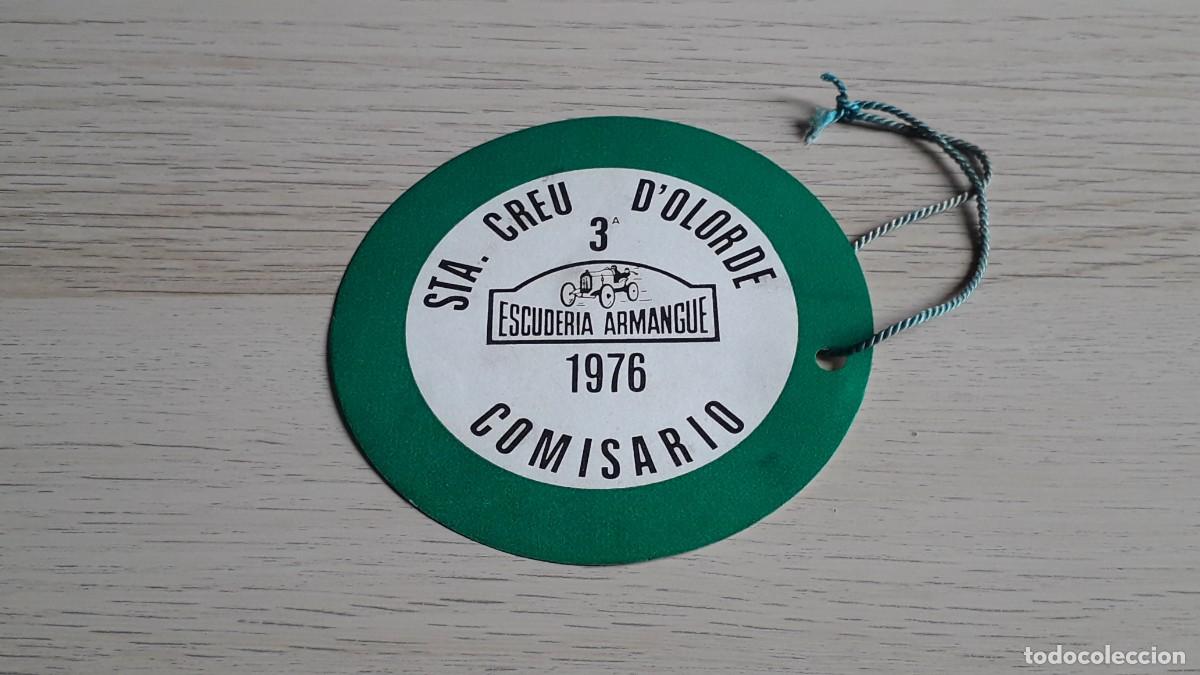 STA. CREU D'OLORDE
3ª
ESCUDERIA ARMANGUE
1976
COMISARIO
todocoleccion